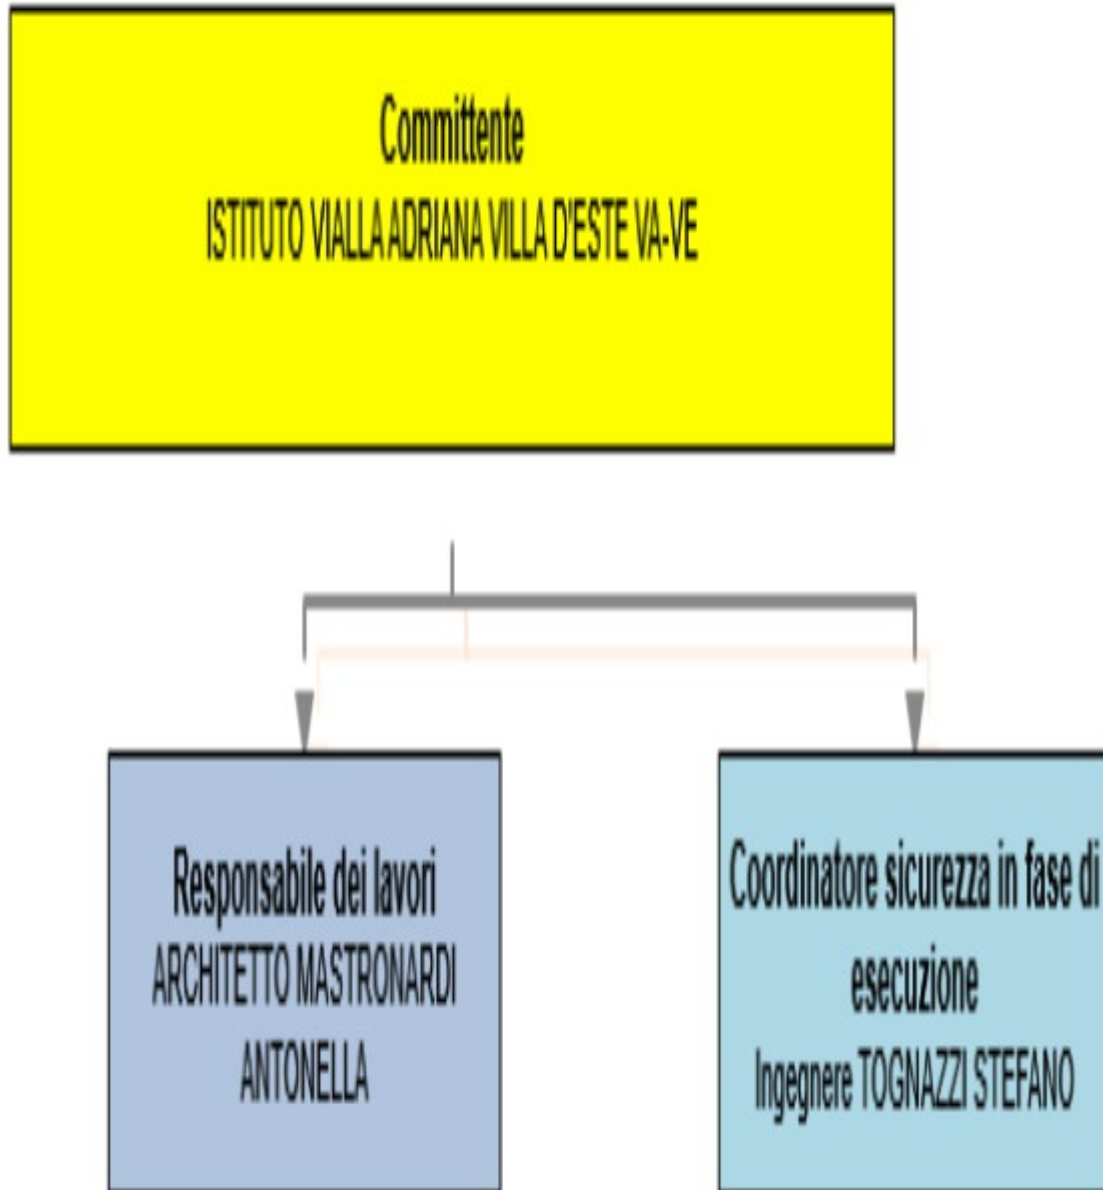 Committente
ISTITUTO VIALLA ADRIANA VILLA D'ESTE VA-VE
Responsabile dei lavori
ARCHITETTO MASTRONARDI
ANTONELLA
Coordinatore sicurezza in fase di
esecuzione
Ingegnere TOGNAZZI STEFANO